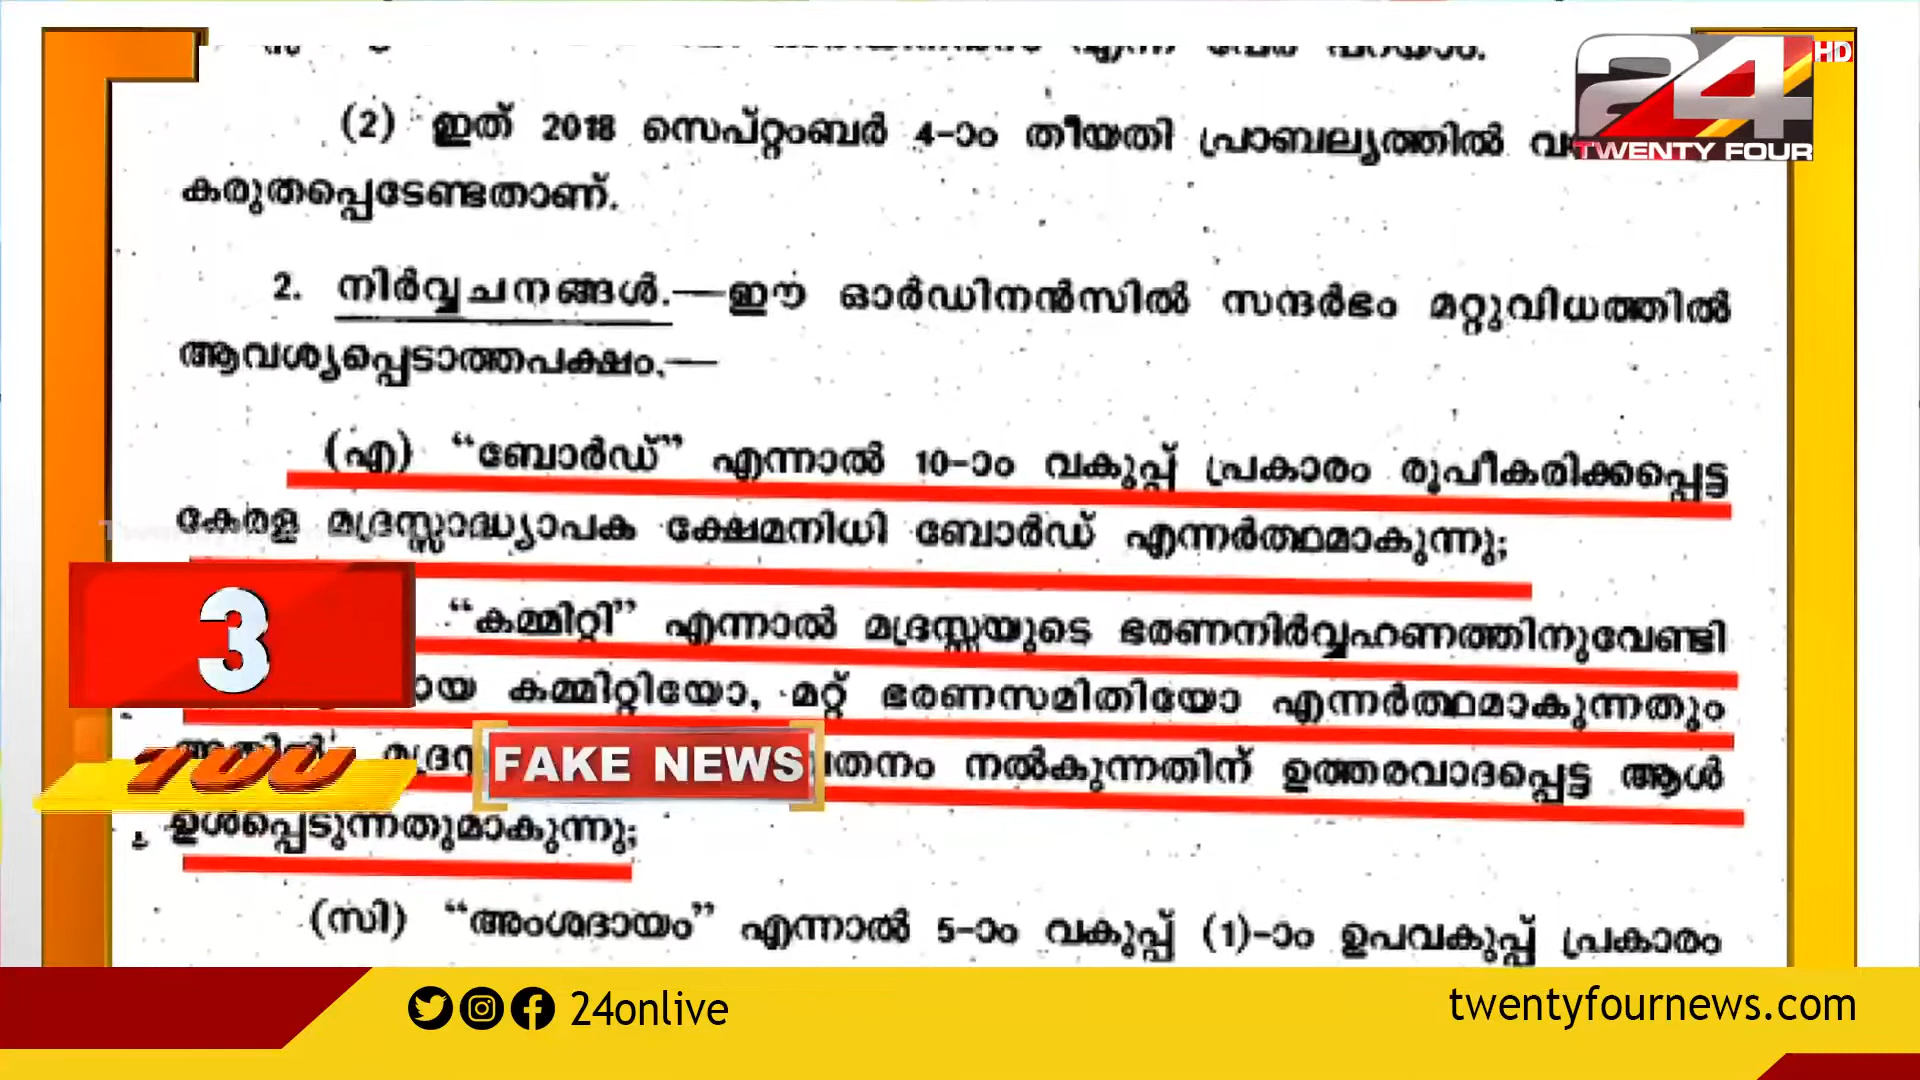 എന്ന പേര് പറയാം.
24 HD
TWENTY FOUR
(2) ഇത് 2018 സെപ്റ്റംബർ 4-ാം തീയതി പ്രാബല്യത്തിൽ
കരുതപ്പെടേണ്ടതാണ്.
2. നിർവ്വചനങ്ങൾ.—ഈ ഓർഡിനൻസിൽ സന്ദർഭം മറ്റുവിധത്തിൽ
ആവശ്യപ്പെടാത്തപക്ഷം.—
(എ) “ബോർഡ്” എന്നാൽ 10-ാം വകുപ്പ് പ്രകാരം രൂപീകരിക്കപ്പെട്ട
കേരള മദ്രസ്സാദ്ധ്യാപക ക്ഷേമനിധി ബോർഡ് എന്നർത്ഥമാകുന്നു;
“കമ്മിറ്റി” എന്നാൽ മദ്രസ്സയുടെ ഭരണനിർവ്വഹണത്തിനുവേണ്ടി
കമ്മിറ്റിയോ, മറ്റ് ഭരണസമിതിയോ എന്നർത്ഥമാകുന്നതും
നൽകുന്നതിന് ഉത്തരവാദപ്പെട്ട ആൾ
ഉൾപ്പെടുന്നതുമാകുന്നു;
(സി) “അംശദായം” എന്നാൽ 5-ാം വകുപ്പ് (1)-ാം ഉപവകുപ്പ് പ്രകാരം
3
100
FAKE NEWS
24onlive
twentyfournews.com